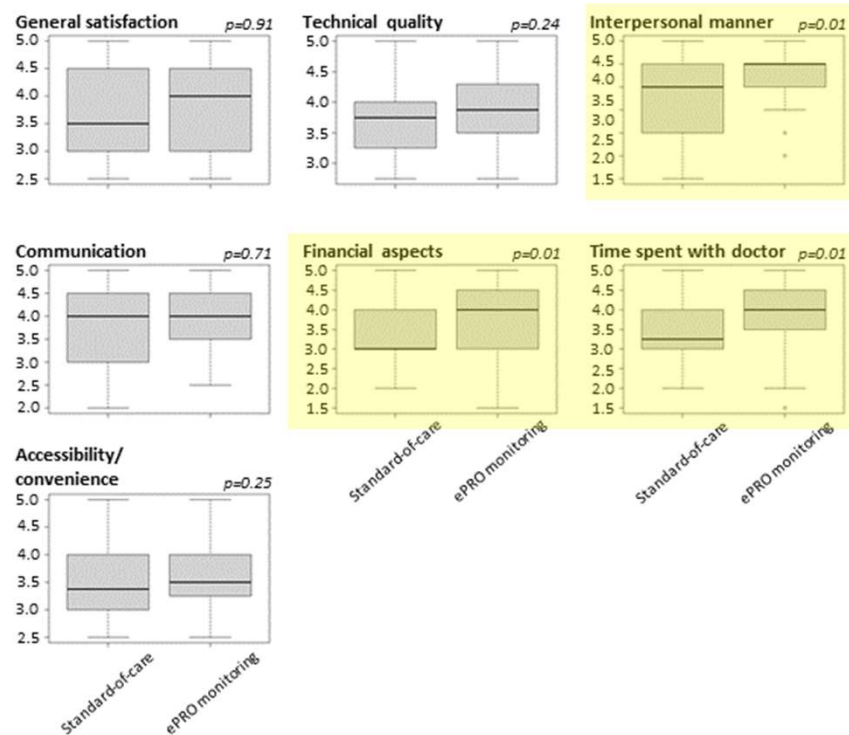 General satisfaction
p=0.91
5.0
4.5
4.0
3.5
3.0
2.5
Technical quality
p=0.24
5.0
4.5
4.0
3.5
3.0
Interpersonal manner
p=0.01
5.0
4.5
4.0
3.5
3.0
2.5
2.0
1.5
Communication
p=0.71
5.0
4.5
4.0
3.5
3.0
2.5
2.0
Financial aspects
p=0.01
5.0
4.5
4.0
3.5
3.0
2.5
2.0
1.5
Standard-of-care
ePRO monitoring
Time spent with doctor
p=0.01
5.0
4.5
4.0
3.5
3.0
2.5
2.0
1.5
Standard-of-care
ePRO monitoring
Accessibility/
convenience
p=0.25
5.0
4.5
4.0
3.5
3.0
2.5
Standard-of-care
ePRO monitoring